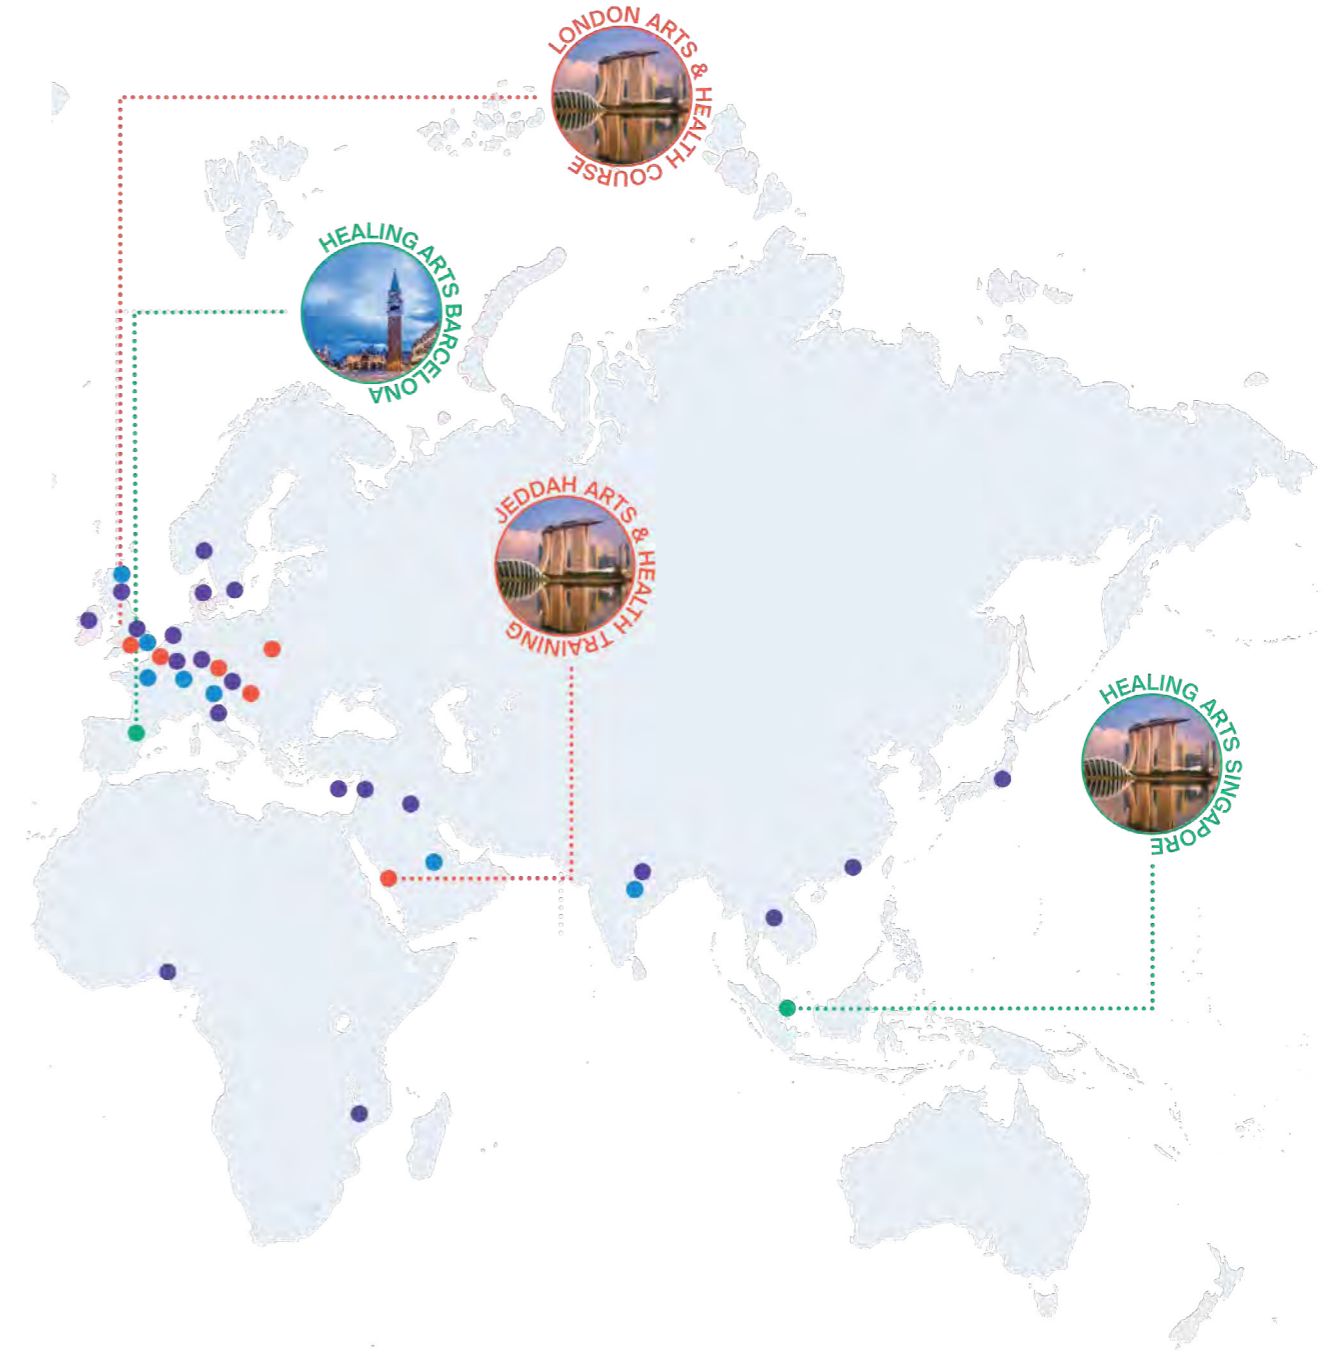 LONDON ARTS & HEALTH COURSE
HEALING ARTS BARCELONA
JEDDAH ARTS & HEALTH TRAINING
HEALING ARTS SINGAPORE